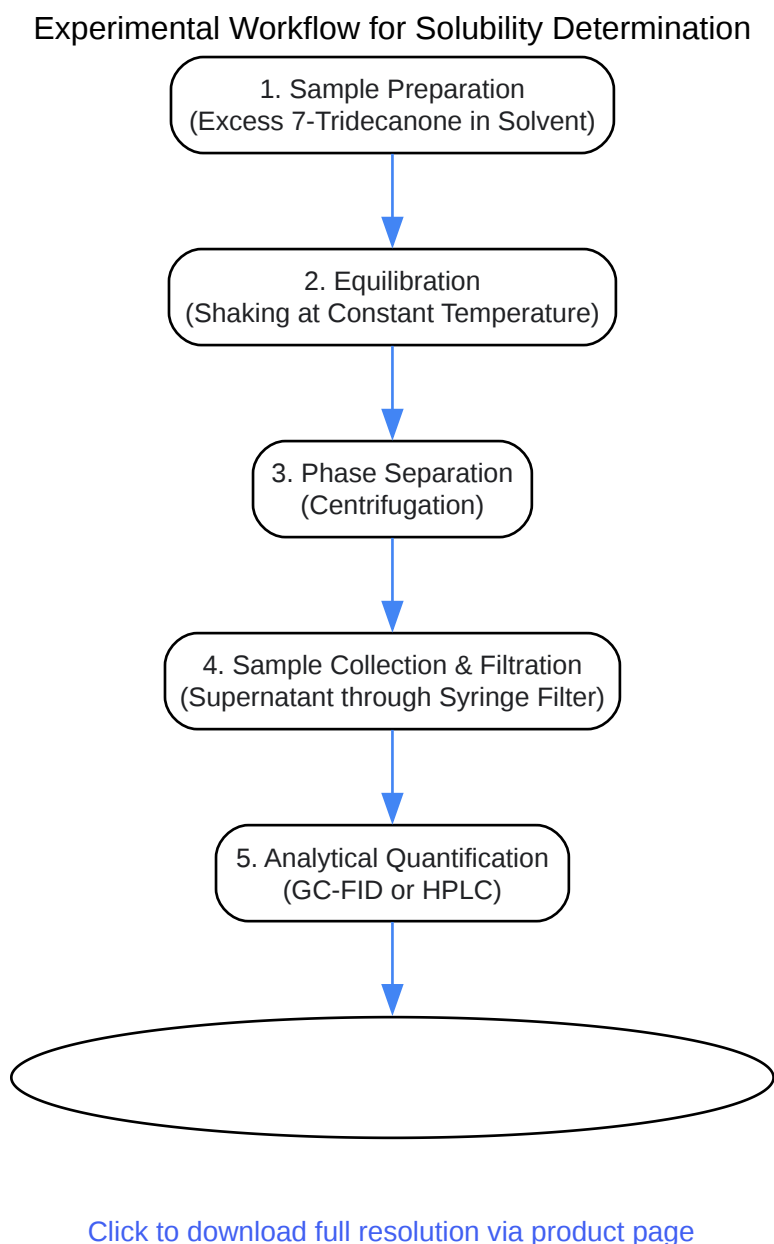 Experimental Workflow for Solubility Determination
1. Sample Preparation
(Excess 7-Tridecanone in Solvent)
2. Equilibration
(Shaking at Constant Temperature)
3. Phase Separation
(Centrifugation)
4. Sample Collection & Filtration
(Supernatant through Syringe Filter)
5. Analytical Quantification
(GC-FID or HPLC)
Click to download full resolution via product page